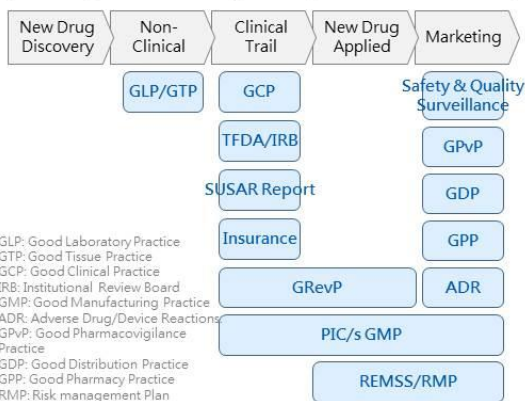 New Drug
Discovery
Non-
Clinical
Clinical
Trail
New Drug
Applied
Marketing
GLP/GTP
GCP
Safety & Quality
Surveillance
TFDA/IRB
GPvP
SUSAR Report
GDP
Insurance
GPP
GRevP
ADR
PIC/s GMP
REMSS/RMP
GLP: Good Laboratory Practice
GTP: Good Tissue Practice
GCP: Good Clinical Practice
IRB: Institutional Review Board
GMP: Good Manufacturing Practice
ADR: Adverse Drug/Device Reactions
GPvP: Good Pharmacovigilance
Practice
GDP: Good Distribution Practice
GPP: Good Pharmacy Practice
RMP: Risk management Plan